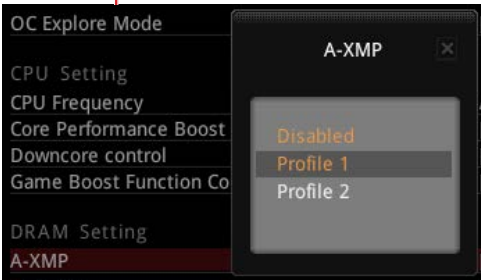 OC Explore Mode
CPU Setting
CPU Frequency
Core Performance Boost
Downcore control
Game Boost Function Co
DRAM Setting
A-XMP
A-XMP
Disabled
Profile 1
Profile 2